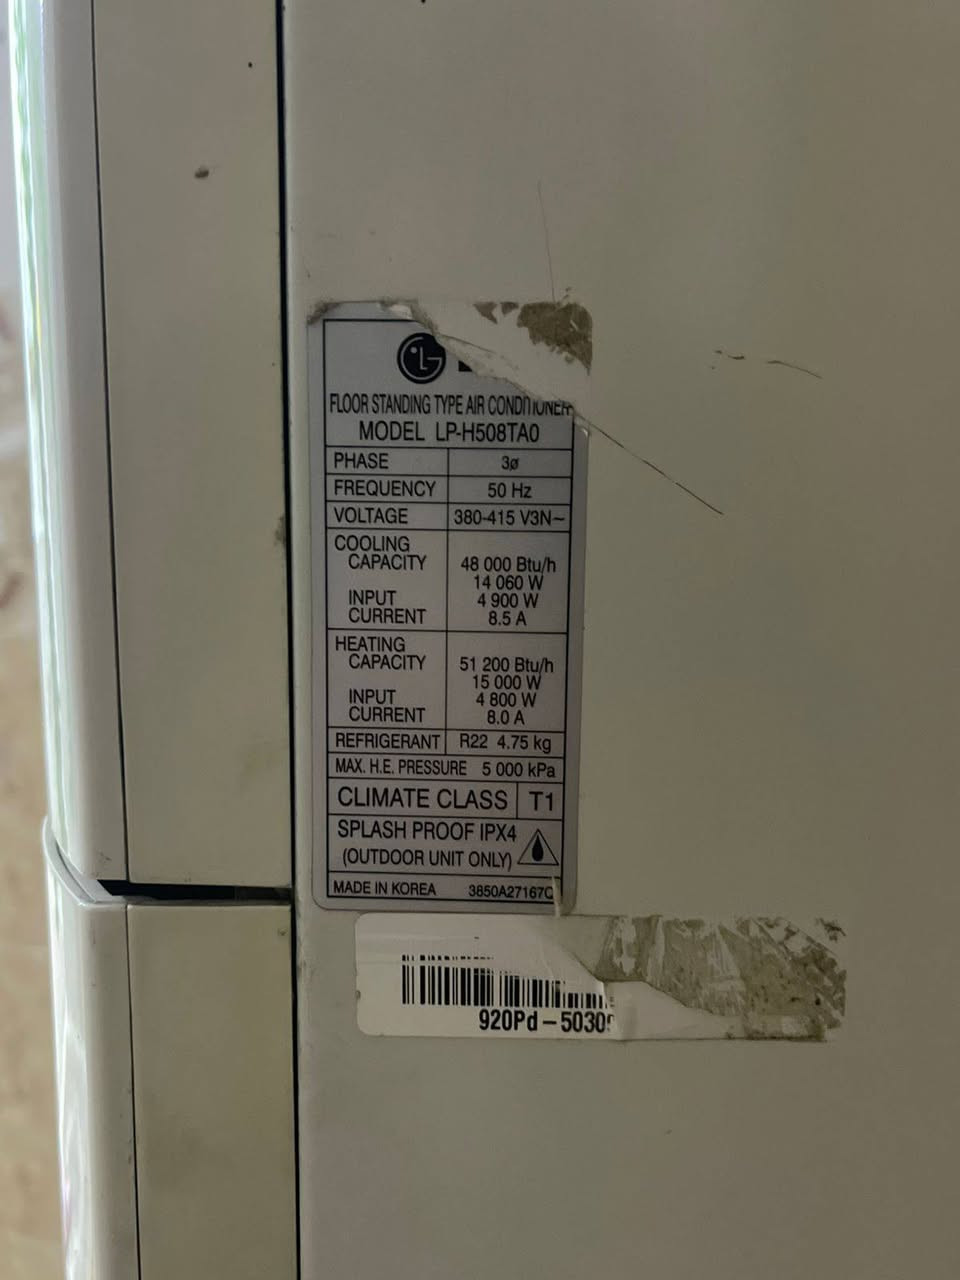 LG
FLOOR STANDING TYPE AIR CONDITIONER
MODEL LP-H508TA0
PHASE 3ø
FREQUENCY 50 Hz
VOLTAGE 380-415 V3N~
COOLING
CAPACITY 48 000 Btu/h
14 060 W
INPUT 4 900 W
CURRENT 8.5 A
HEATING
CAPACITY 51 200 Btu/h
15 000 W
INPUT 4 800 W
CURRENT 8.0 A
REFRIGERANT R22 4.75 kg
MAX. H.E. PRESSURE 5 000 kPa
CLIMATE CLASS T1
SPLASH PROOF IPX4
(OUTDOOR UNIT ONLY)
MADE IN KOREA 3850A27167Q
920Pd-5030